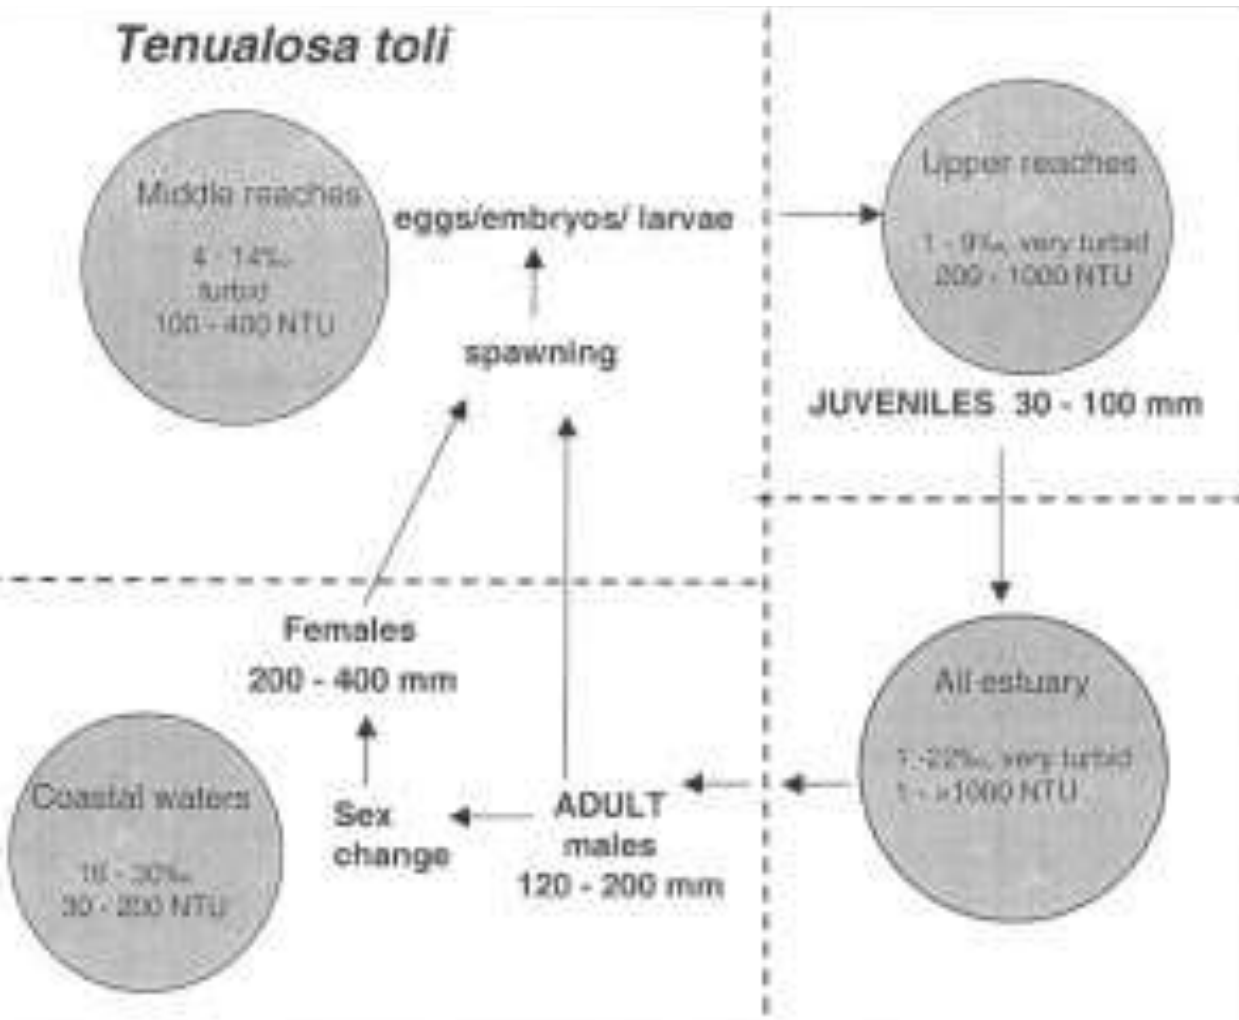 Tenualosa toli
Middle reaches
4 - 14‰
turbid
100 - 400 NTU
eggs/embryos/ larvae
spawning
Upper reaches
1 - 9‰, very turbid
200 - 1000 NTU
JUVENILES 30 - 100 mm
Females
200 - 400 mm
Coastal waters
30‰
30 - 200 NTU
Sex
change
ADULT
males
120 - 200 mm
All estuary
1 -22‰, very turbid
1 - >1000 NTU